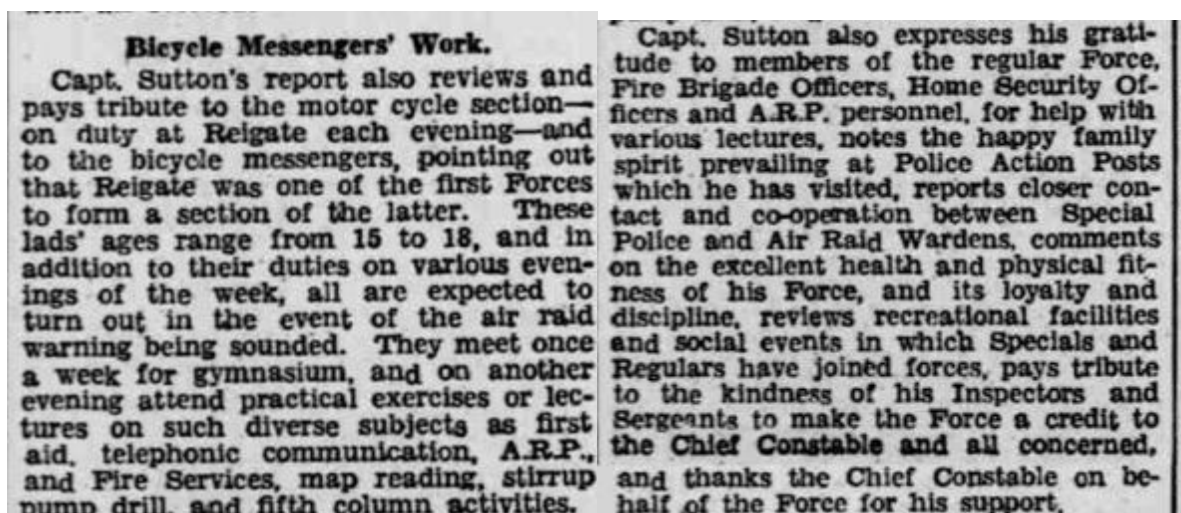 Bicycle Messengers' Work.
Capt. Sutton's report also reviews and
pays tribute to the motor cycle section—
on duty at Reigate each evening—and
to the bicycle messengers, pointing out
that Reigate was one of the first Forces
to form a section of the latter. These
lads' ages range from 15 to 18, and in
addition to their duties on various even-
ings of the week, all are expected to
turn out in the event of the air raid
warning being sounded. They meet once
a week for gymnasium, and on another
evening attend practical exercises or lec-
tures on such diverse subjects as first
aid, telephonic communication, A.R.P.,
and Fire Services, map reading, stirrup
pump drill, and fifth column activities.
Capt. Sutton also expresses his grati-
tude to members of the regular Force,
Fire Brigade Officers, Home Security Of-
ficers and A.R.P. personnel, for help with
various lectures, notes the happy family
spirit prevailing at Police Action Posts
which he has visited, reports closer con-
tact and co-operation between Special
Police and Air Raid Wardens, comments
on the excellent health and physical fit-
ness of his Force, and its loyalty and
discipline, reviews recreational facilities
and social events in which Specials and
Regulars have joined forces, pays tribute
to the kindness of his Inspectors and
Sergeants to make the Force a credit to
the Chief Constable and all concerned,
and thanks the Chief Constable on be-
half of the Force for his support.